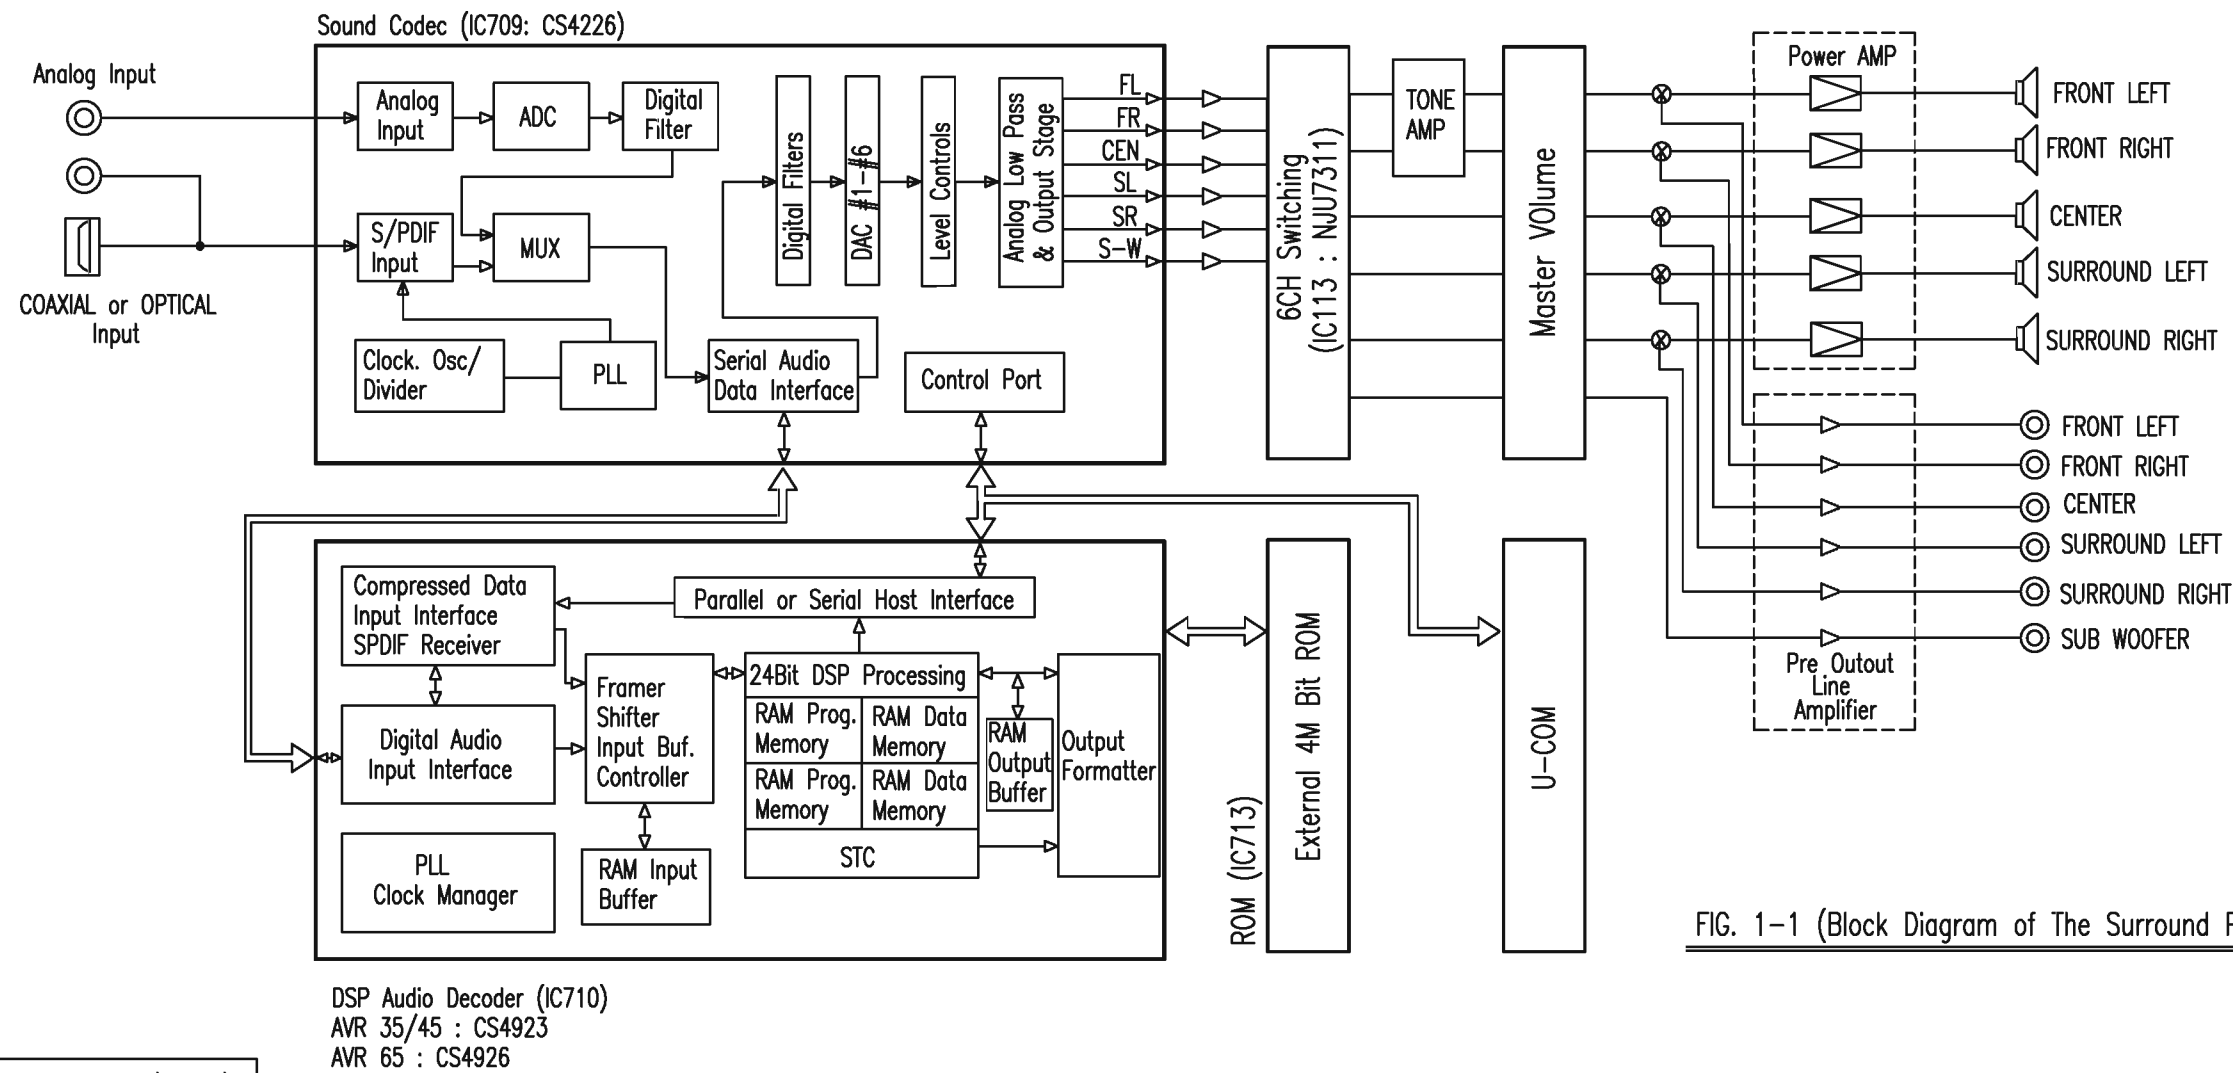 Sound Codec (IC709: CS4226)
Analog Input
COAXIAL or OPTICAL
Input
Analog
Input
ADC
Digital
Filter
S/PDIF
Input
MUX
Clock. Osc/
Divider
PLL
Serial Audio
Data Interface
Control Port
Digital Filters
DAC #1-#6
Level Controls
Analog Low Pass
& Output Stage
FL
FR
CEN
SL
SR
S-W
6CH Switching
(IC113 : NJU7311)
TONE
AMP
Master VOlume
Power AMP
FRONT LEFT
FRONT RIGHT
CENTER
SURROUND LEFT
SURROUND RIGHT
FRONT LEFT
FRONT RIGHT
CENTER
SURROUND LEFT
SURROUND RIGHT
SUB WOOFER
Pre Outout
Line
Amplifier
Compressed Data
Input Interface
SPDIF Receiver
Parallel or Serial Host Interface
Digital Audio
Input Interface
Framer
Shifter
Input Buf.
Controller
24Bit DSP Processing
RAM Prog.
Memory
RAM Data
Memory
RAM Prog.
Memory
RAM Data
Memory
STC
RAM
Output
Buffer
Output
Formatter
PLL
Clock Manager
RAM Input
Buffer
ROM (IC713)
External 4M Bit ROM
U-COM
FIG. 1-1 (Block Diagram of The Surround
DSP Audio Decoder (IC710)
AVR 35/45 : CS4923
AVR 65 : CS4926